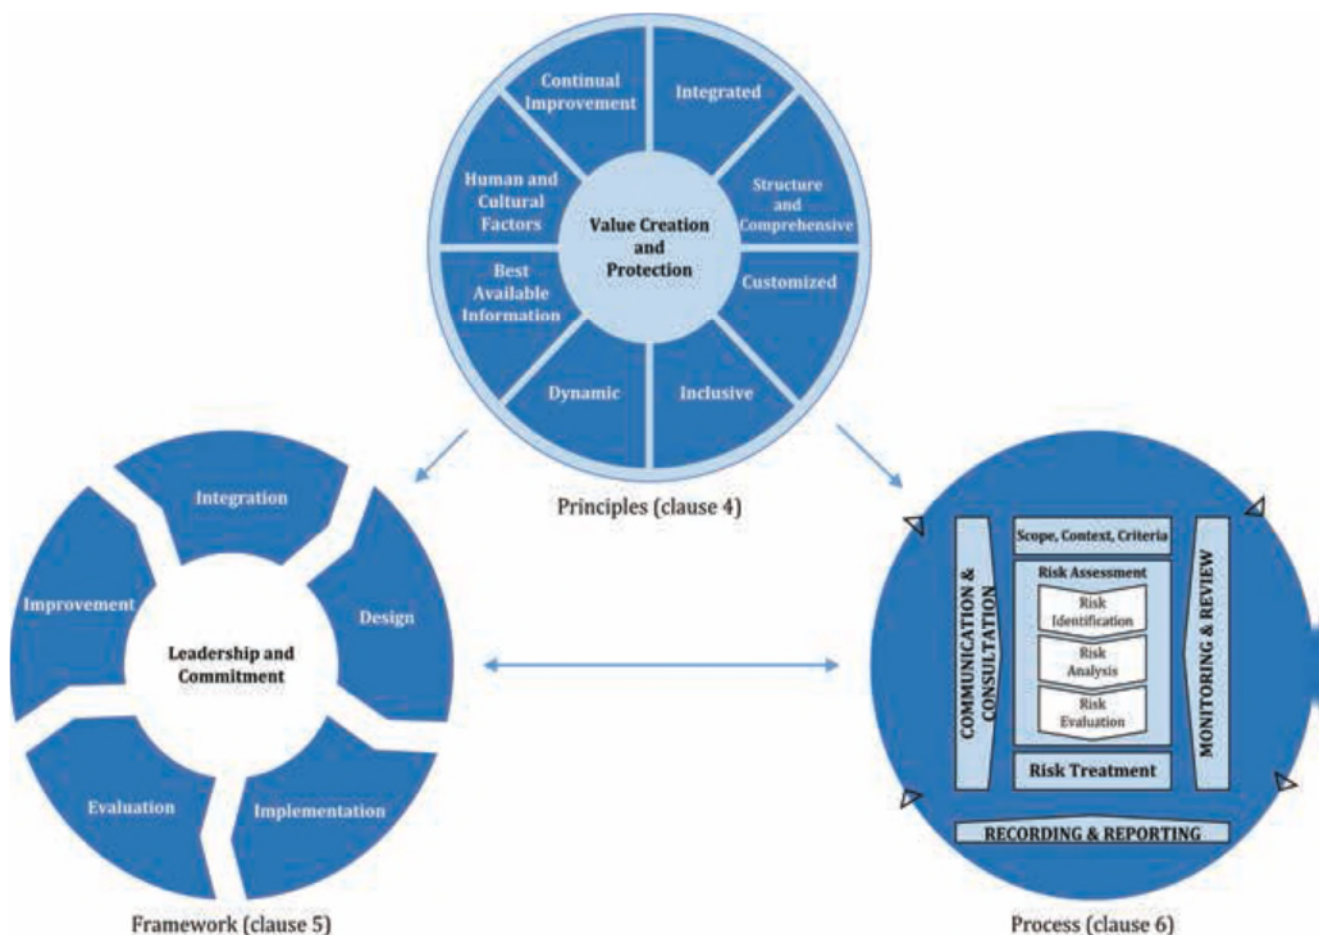 Continual
Improvement
Integrated
Human and
Cultural
Factors
Structure
and
Comprehensive
Value Creation
and
Protection
Best
Available
Information
Customized
Dynamic
Inclusive
Principles (clause 4)
Integration
Improvement
Design
Leadership and
Commitment
Evaluation
Implementation
Framework (clause 5)
Scope, Context, Criteria
Risk Assessment
Risk
Identification
Risk
Analysis
Risk
Evaluation
Risk Treatment
COMMUNICATION &
CONSULTATION
MONITORING & REVIEW
RECORDING & REPORTING
Process (clause 6)